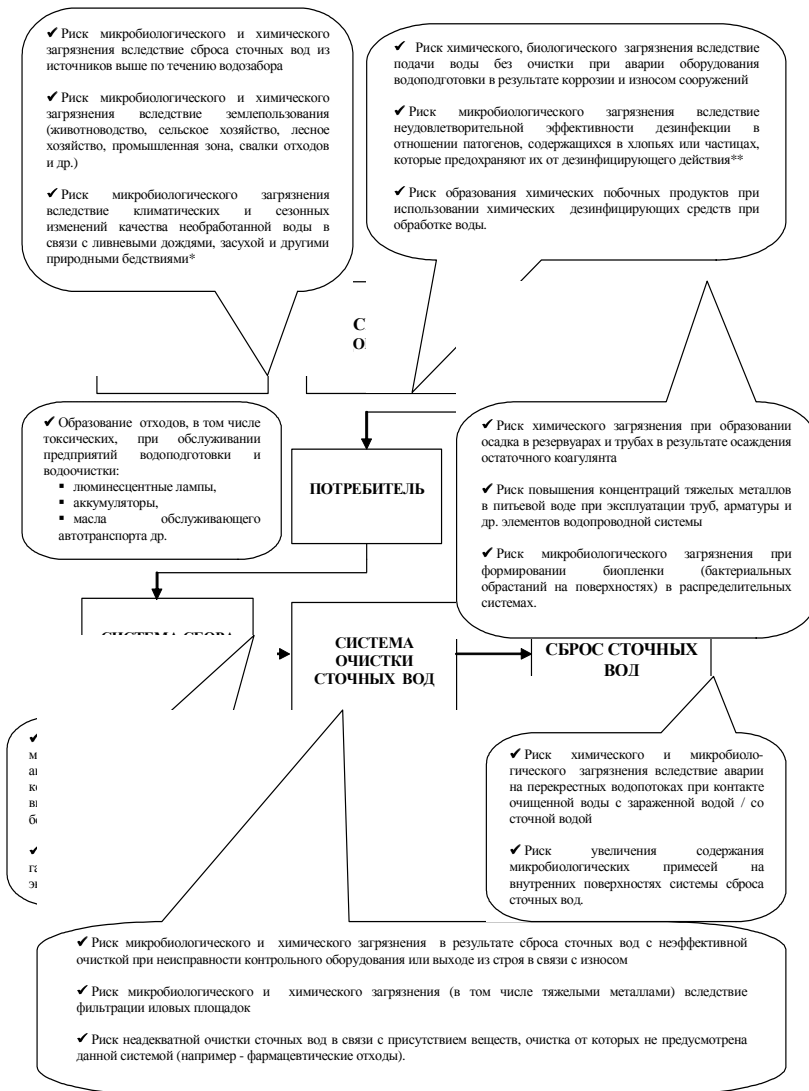 ✔ Риск микробиологического и химического
загрязнения вследствие сброса сточных вод из
источников выше по течению водозабора
✔ Риск микробиологического и химического
загрязнения вследствие землепользования
(животноводство, сельское хозяйство, лесное
хозяйство, промышленная зона, свалки отходов
и др.)
✔ Риск микробиологического загрязнения
вследствие климатических и сезонных
изменений качества необработанной воды в
связи с ливневыми дождями, засухой и другими
природными бедствиями*
✔ Риск химического, биологического загрязнения вследствие
подачи воды без очистки при аварии оборудования
водоподготовки в результате коррозии и износом сооружений
✔ Риск микробиологического загрязнения вследствие
неудовлетворительной эффективности дезинфекции в
отношении патогенов, содержащихся в хлопьях или частицах,
которые предохраняют их от дезинфицирующего действия**
✔ Риск образования химических побочных продуктов при
использовании химических дезинфицирующих средств при
обработке воды.
✔ Образование отходов, в том числе
токсических, при обслуживании
предприятий водоподготовки и
водоочистки:
▪ люминесцентные лампы,
▪ аккумуляторы,
▪ масла обслуживающего
автотранспорта др.
ПОТРЕБИТЕЛЬ
✔ Риск химического загрязнения при образовании
осадка в резервуарах и трубах в результате осаждения
остаточного коагулянта
✔ Риск повышения концентраций тяжелых металлов
в питьевой воде при эксплуатации труб, арматуры и
др. элементов водопроводной системы
✔ Риск микробиологического загрязнения при
формировании биопленки (бактериальных
обрастаний на поверхностях) в распределительных
системах.
СИСТЕМА СБОРА
СИСТЕМА
ОЧИСТКИ
СТОЧНЫХ ВОД
СБРОС СТОЧНЫХ
ВОД
✔ Риск химического и микробиоло-
гического загрязнения вследствие аварии
на перекрестных водопотоках при контакте
очищенной воды с зараженной водой / со
сточной водой
✔ Риск увеличения содержания
микробиологических примесей на
внутренних поверхностях системы сброса
сточных вод.
✔ Риск микробиологического и химического загрязнения в результате сброса сточных вод с неэффективной
очисткой при неисправности контрольного оборудования или выходе из строя в связи с износом
✔ Риск микробиологического и химического загрязнения (в том числе тяжелыми металлами) вследствие
фильтрации иловых площадок
✔ Риск неадекватной очистки сточных вод в связи с присутствием веществ, очистка от которых не предусмотрена
данной системой (например - фармацевтические отходы).